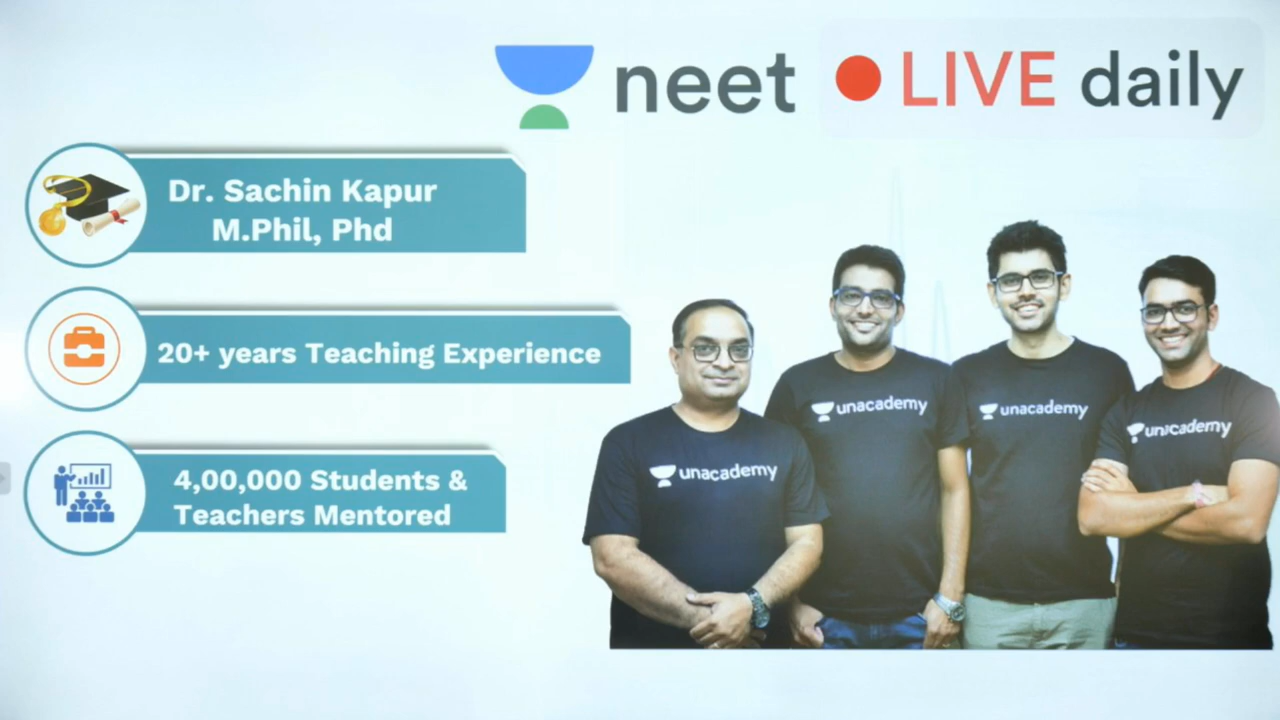 neet LIVE daily
Dr. Sachin Kapur
M.Phil, Phd
20+ years Teaching Experience
4,00,000 Students &
Teachers Mentored
unacademy
unacademy
unacademy
unacademy